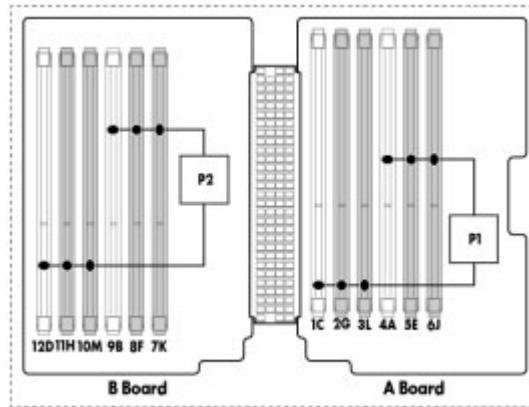 P2
P1
12D 11H 10M 9B 8F 7K
1C 2G 3L 4A 5E 6J
B Board
A Board